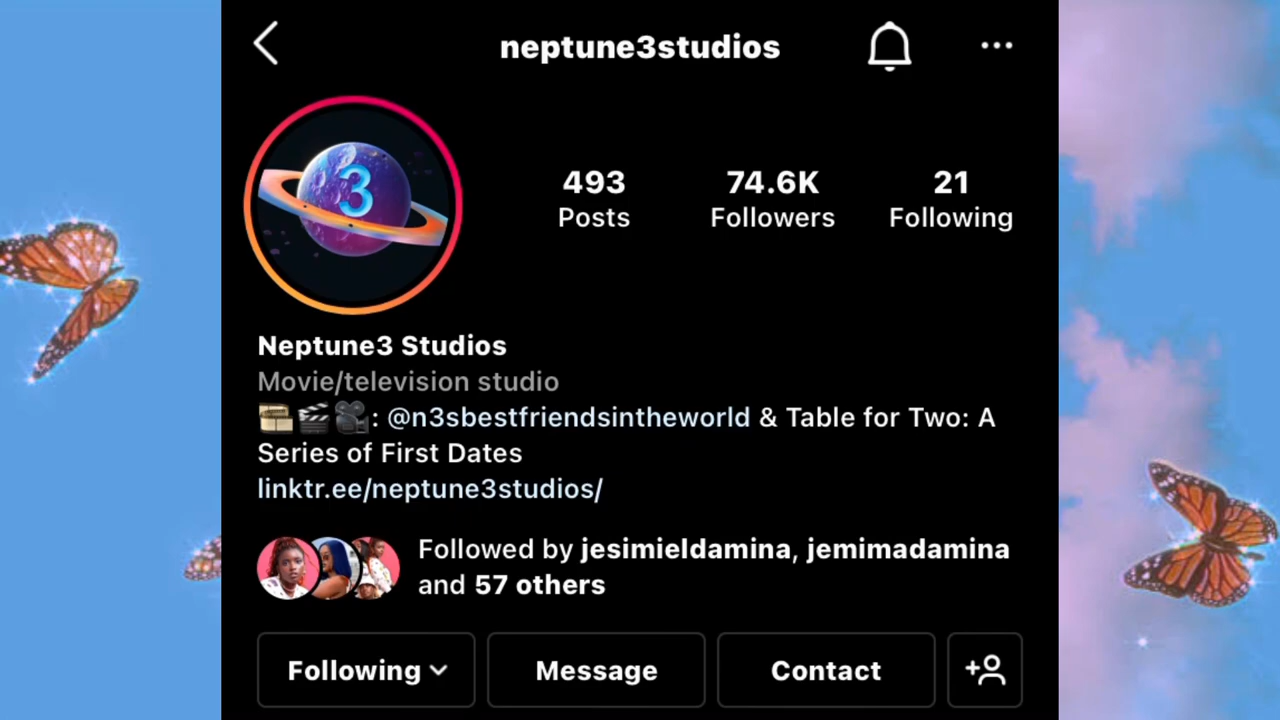 neptune3studios
3
493
Posts
74.6K
Followers
21
Following
Neptune3 Studios
Movie/television studio
: @n3sbestfriendsintheworld & Table for Two: A
Series of First Dates
linktr.ee/neptune3studios/
Followed by jesimieldamina, jemimadamina
and 57 others
Following
Message
Contact